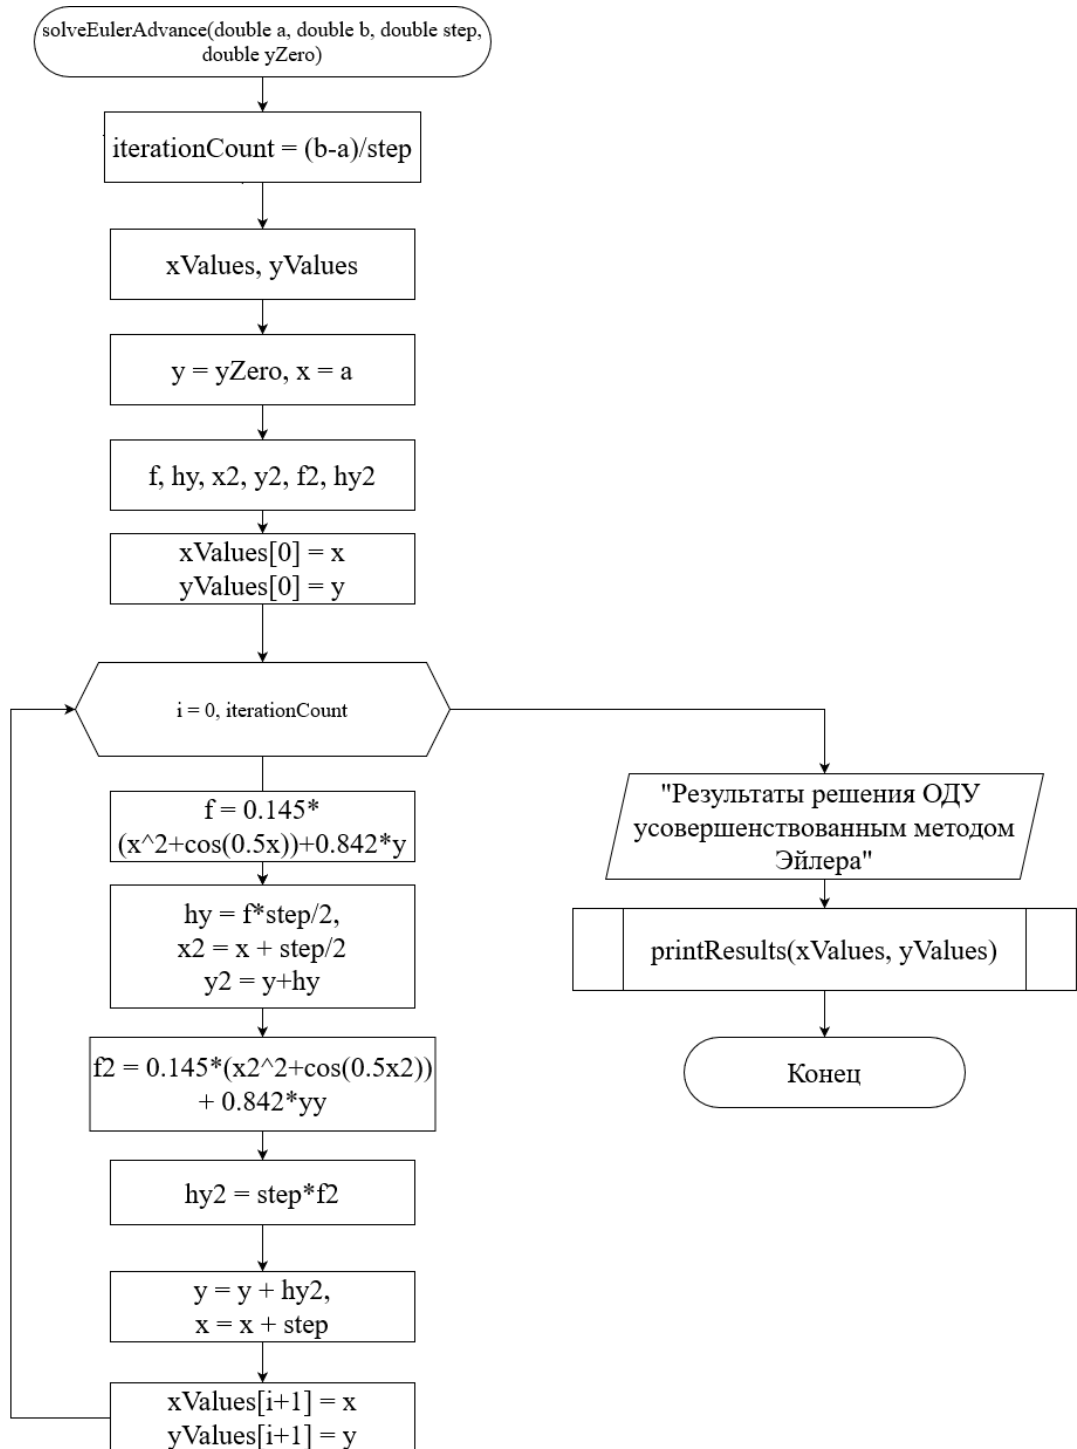 solveEulerAdvance(double a, double b, double step,
double yZero)
iterationCount = (b-a)/step
xValues, yValues
y = yZero, x = a
f, hy, x2, y2, f2, hy2
xValues[0] = x
yValues[0] = y
i = 0, iterationCount
f = 0.145*
(x^2+cos(0.5x))+0.842*y
hy = f*step/2,
x2 = x + step/2
y2 = y+hy
f2 = 0.145*(x2^2+cos(0.5x2))
+ 0.842*yy
hy2 = step*f2
y = y + hy2,
x = x + step
xValues[i+1] = x
yValues[i+1] = y
"Результаты решения ОДУ
усовершенствованным методом
Эйлера"
printResults(xValues, yValues)
Конец